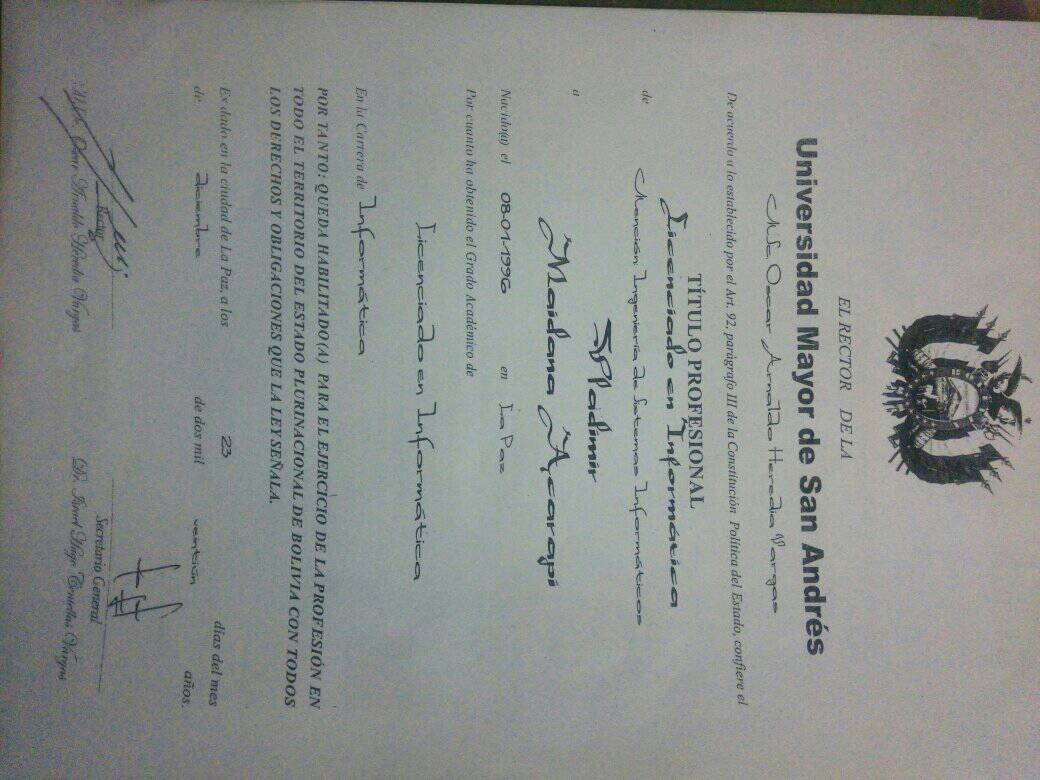 EL RECTOR DE LA
Universidad Mayor de San Andrés
MSc Oscar Arnaldo Heredia Vargas
De acuerdo a lo establecido por el Art. 92, parágrafo III de la Constitución Política del Estado, confiere el
TÍTULO PROFESIONAL
de Licenciado en Informática
Mención Ingeniería de Sistemas Informáticos
Wladimir
a Maidana Acarapi
Nacido(a) el 08-01-1996 en La Paz
Por cuanto ha obtenido el Grado Académico de
Licenciado en Informática
En la Carrera de Informática
POR TANTO: QUEDA HABILITADO(A) PARA EL EJERCICIO DE LA PROFESIÓN EN
TODO EL TERRITORIO DEL ESTADO PLURINACIONAL DE BOLIVIA CON TODOS
LOS DERECHOS Y OBLIGACIONES QUE LA LEY SEÑALA.
Es dado en la ciudad de La Paz, a los 23 días del mes
de diciembre de dos mil ventiún años.
Rector
Oscar Arnaldo Heredia Vargas
Secretario General
Hugo Vargas